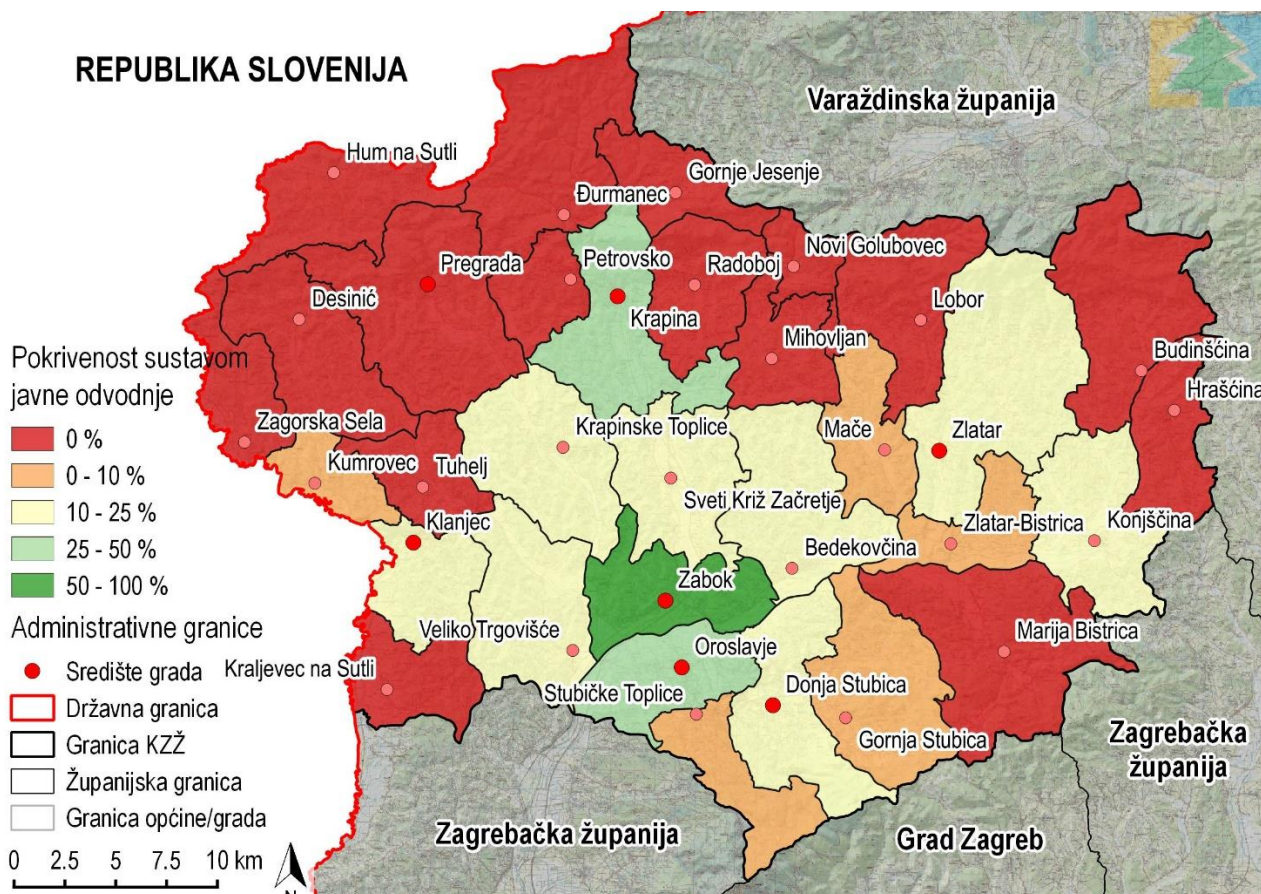 REPUBLIKA SLOVENIJA
Varaždinska županija
Hum na Sutli
Gornje Jesenje
Đurmanec
Novi Golubovec
Petrovsko
Radoboj
Pregrada
Desinić
Lobor
Krapina
Mihovljan
Budinšćina
Hrašćina
Pokrivenost sustavom
javne odvodnje
0 %
0 - 10 %
10 - 25 %
25 - 50 %
50 - 100 %
Zagorska Sela
Krapinske Toplice
Mače
Zlatar
Kumrovec
Tuhelj
Sveti Križ Začretje
Klanjec
Zlatar-Bistrica
Konjščina
Bedekovčina
Zabok
Administrativne granice
Središte grada
Državna granica
Granica KZŽ
Županijska granica
Granica općine/grada
0 2.5 5 7.5 10 km
N
Veliko Trgovišće
Marija Bistrica
Kraljevec na Sutli
Oroslavje
Stubičke Toplice
Donja Stubica
Gornja Stubica
Zagrebačka
županija
Zagrebačka županija
Grad Zagreb